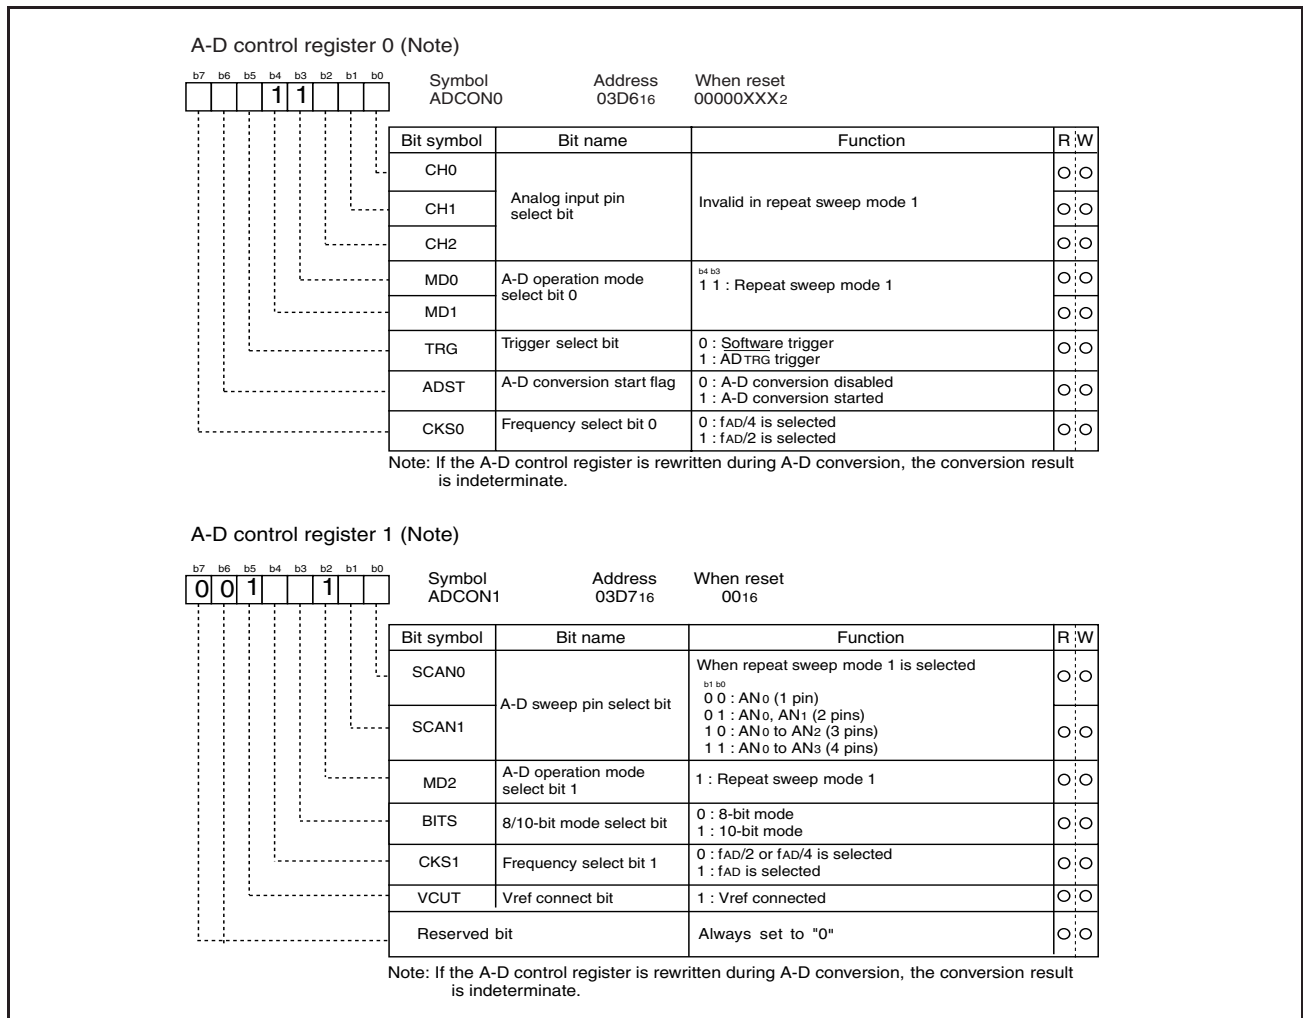 A-D control register 0 (Note)
b7 b6 b5 b4 b3 b2 b1 b0
1 1
Symbol Address When reset
ADCON0 03D616 00000XXX2
Bit symbol Bit name Function R W
CH0
Analog input pin
select bit
Invalid in repeat sweep mode 1
CH1
CH2
MD0
A-D operation mode
select bit 0
b4 b3
1 1 : Repeat sweep mode 1
MD1
TRG
Trigger select bit
0 : Software trigger
1 : ADTRG trigger
ADST
A-D conversion start flag
0 : A-D conversion disabled
1 : A-D conversion started
CKS0
Frequency select bit 0
0 : fAD/4 is selected
1 : fAD/2 is selected
Note: If the A-D control register is rewritten during A-D conversion, the conversion result
is indeterminate.
A-D control register 1 (Note)
b7 b6 b5 b4 b3 b2 b1 b0
0 0 1 1
Symbol Address When reset
ADCON1 03D716 0016
Bit symbol Bit name Function R W
SCAN0
A-D sweep pin select bit
When repeat sweep mode 1 is selected
b1 b0
0 0 : AN0 (1 pin)
0 1 : AN0, AN1 (2 pins)
1 0 : AN0 to AN2 (3 pins)
1 1 : AN0 to AN3 (4 pins)
SCAN1
MD2
A-D operation mode
select bit 1
1 : Repeat sweep mode 1
BITS
8/10-bit mode select bit
0 : 8-bit mode
1 : 10-bit mode
CKS1
Frequency select bit 1
0 : fAD/2 or fAD/4 is selected
1 : fAD is selected
VCUT
Vref connect bit
1 : Vref connected
Reserved bit
Always set to "0"
Note: If the A-D control register is rewritten during A-D conversion, the conversion result
is indeterminate.